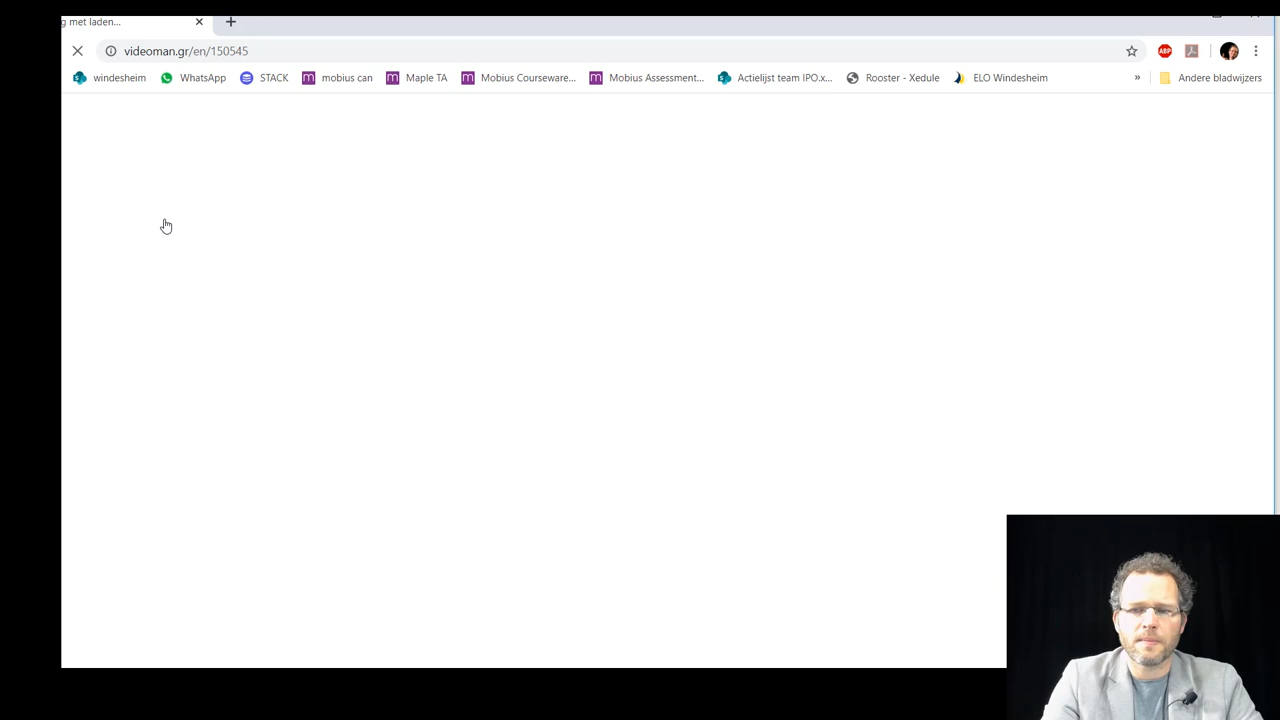 g met laden...
videoman.gr/en/150545
ABP
windesheim WhatsApp STACK mobius can Maple TA Mobius Courseware... Mobius Assessment... Actielijst team IPO.x... Rooster - Xedule ELO Windesheim » Andere bladwijzers